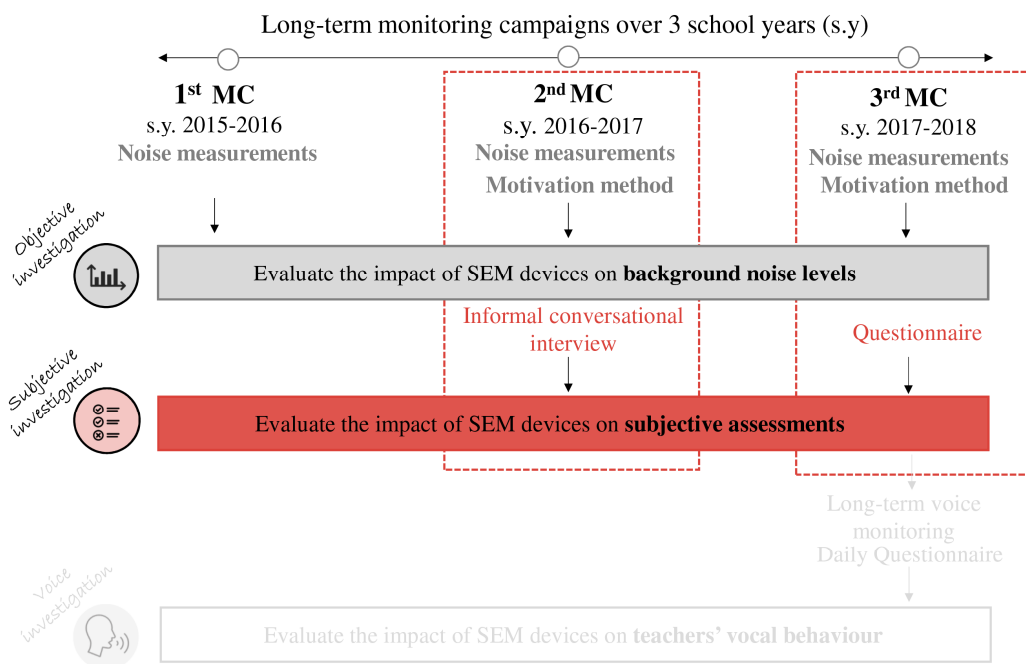 Long-term monitoring campaigns over 3 school years (s.y)
1st MC
s.y. 2015-2016
Noise measurements
2nd MC
s.y. 2016-2017
Noise measurements
Motivation method
3rd MC
s.y. 2017-2018
Noise measurements
Motivation method
Objective
investigation
Evaluate the impact of SEM devices on background noise levels
Informal conversational
interview
Questionnaire
Subjective
investigation
Evaluate the impact of SEM devices on subjective assessments
Long-term voice
monitoring
Daily Questionnaire
Voice
investigation
Evaluate the impact of SEM devices on teachers' vocal behaviour